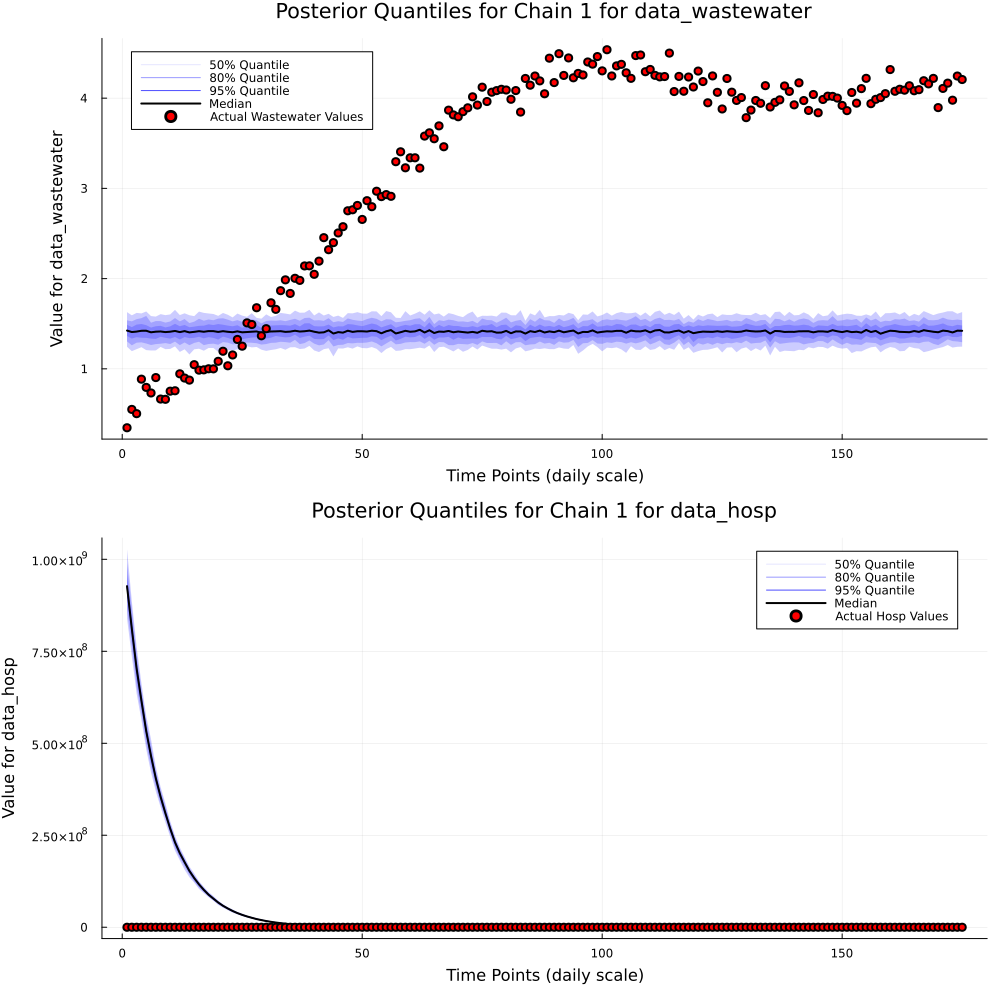 Posterior Quantiles for Chain 1 for data_wastewater
50% Quantile
80% Quantile
95% Quantile
Median
Actual Wastewater Values
Value for data_wastewater
4
3
2
1
0 50 100 150
Time Points (daily scale)
Posterior Quantiles for Chain 1 for data_hosp
50% Quantile
80% Quantile
95% Quantile
Median
Actual Hosp Values
Value for data_hosp
1.00×10⁹
7.50×10⁸
5.00×10⁸
2.50×10⁸
0
0 50 100 150
Time Points (daily scale)